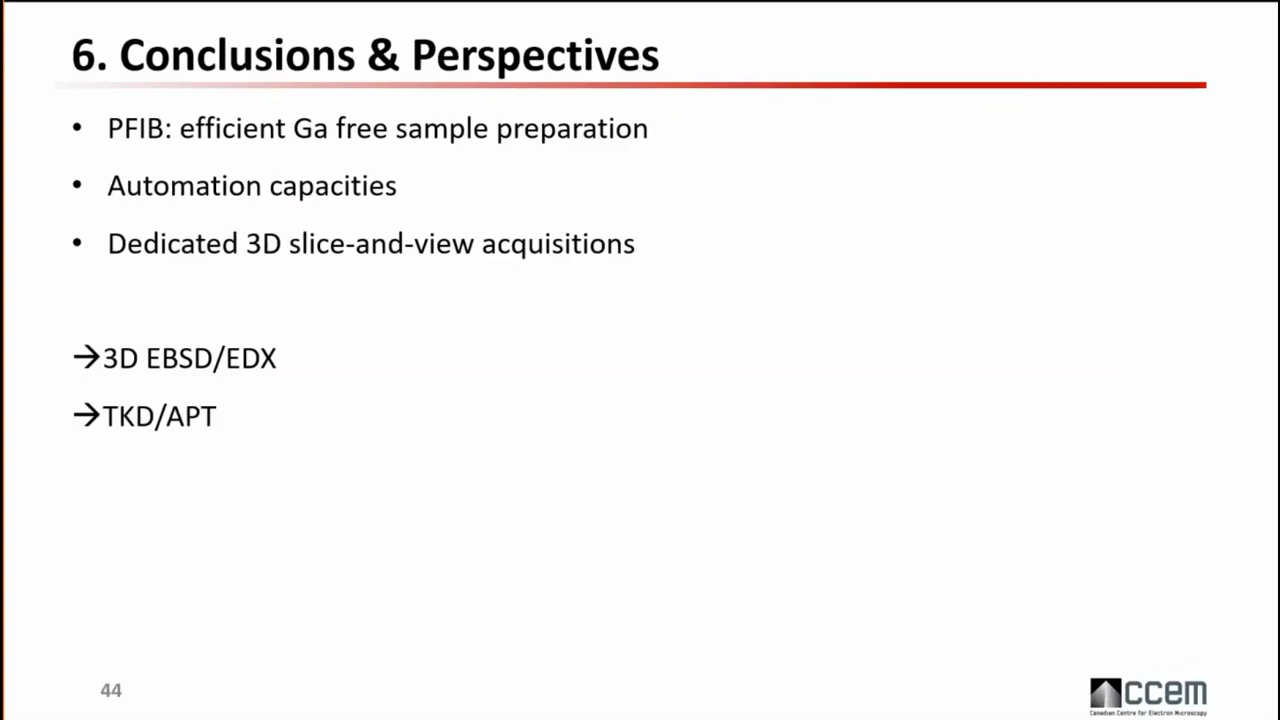 6. Conclusions & Perspectives
• PFIB: efficient Ga free sample preparation
• Automation capacities
• Dedicated 3D slice-and-view acquisitions
→3D EBSD/EDX
→TKD/APT
44
ccem
Canadian Centre for Electron Microscopy